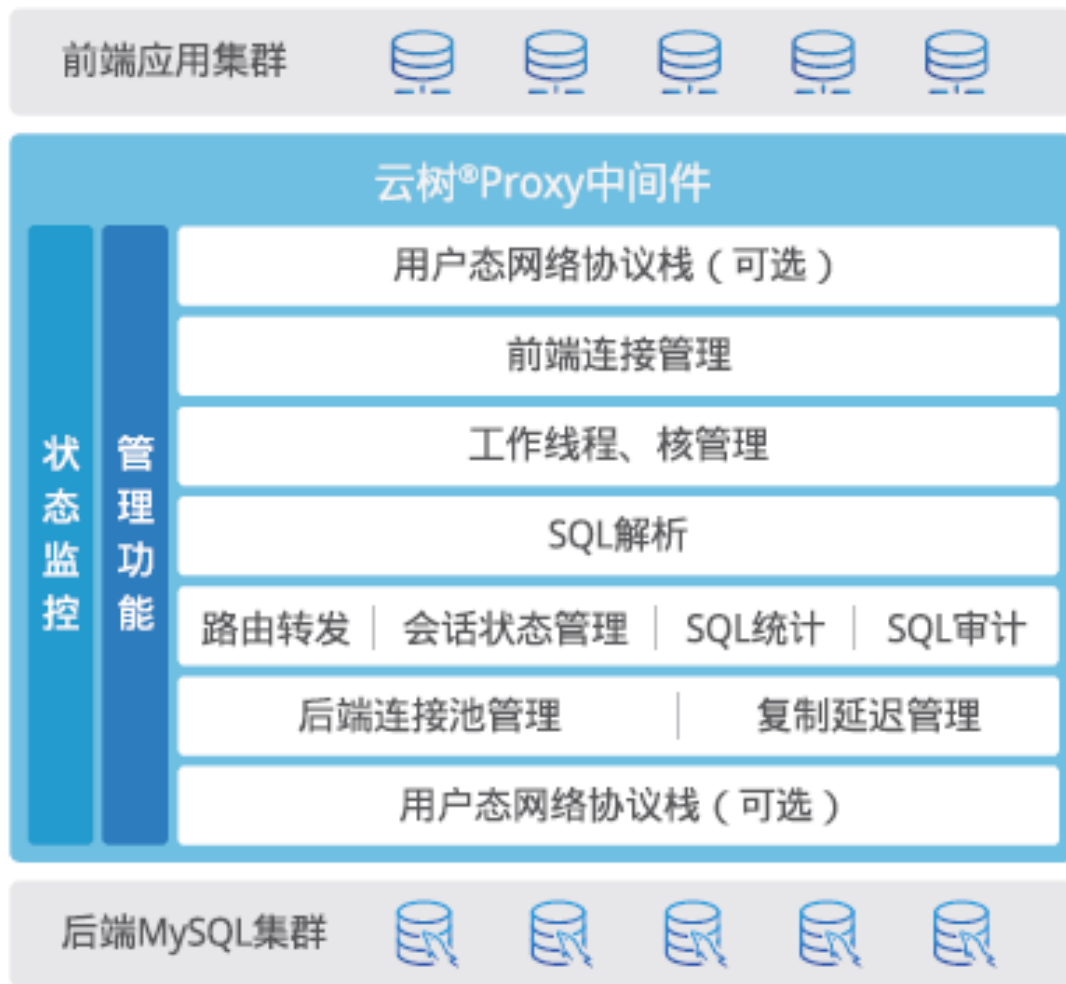 前端应用集群
云树®Proxy中间件
状态监控
管理功能
用户态网络协议栈（可选）
前端连接管理
工作线程、核管理
SQL解析
路由转发 会话状态管理 SQL统计 SQL审计
后端连接池管理 复制延迟管理
用户态网络协议栈（可选）
后端MySQL集群